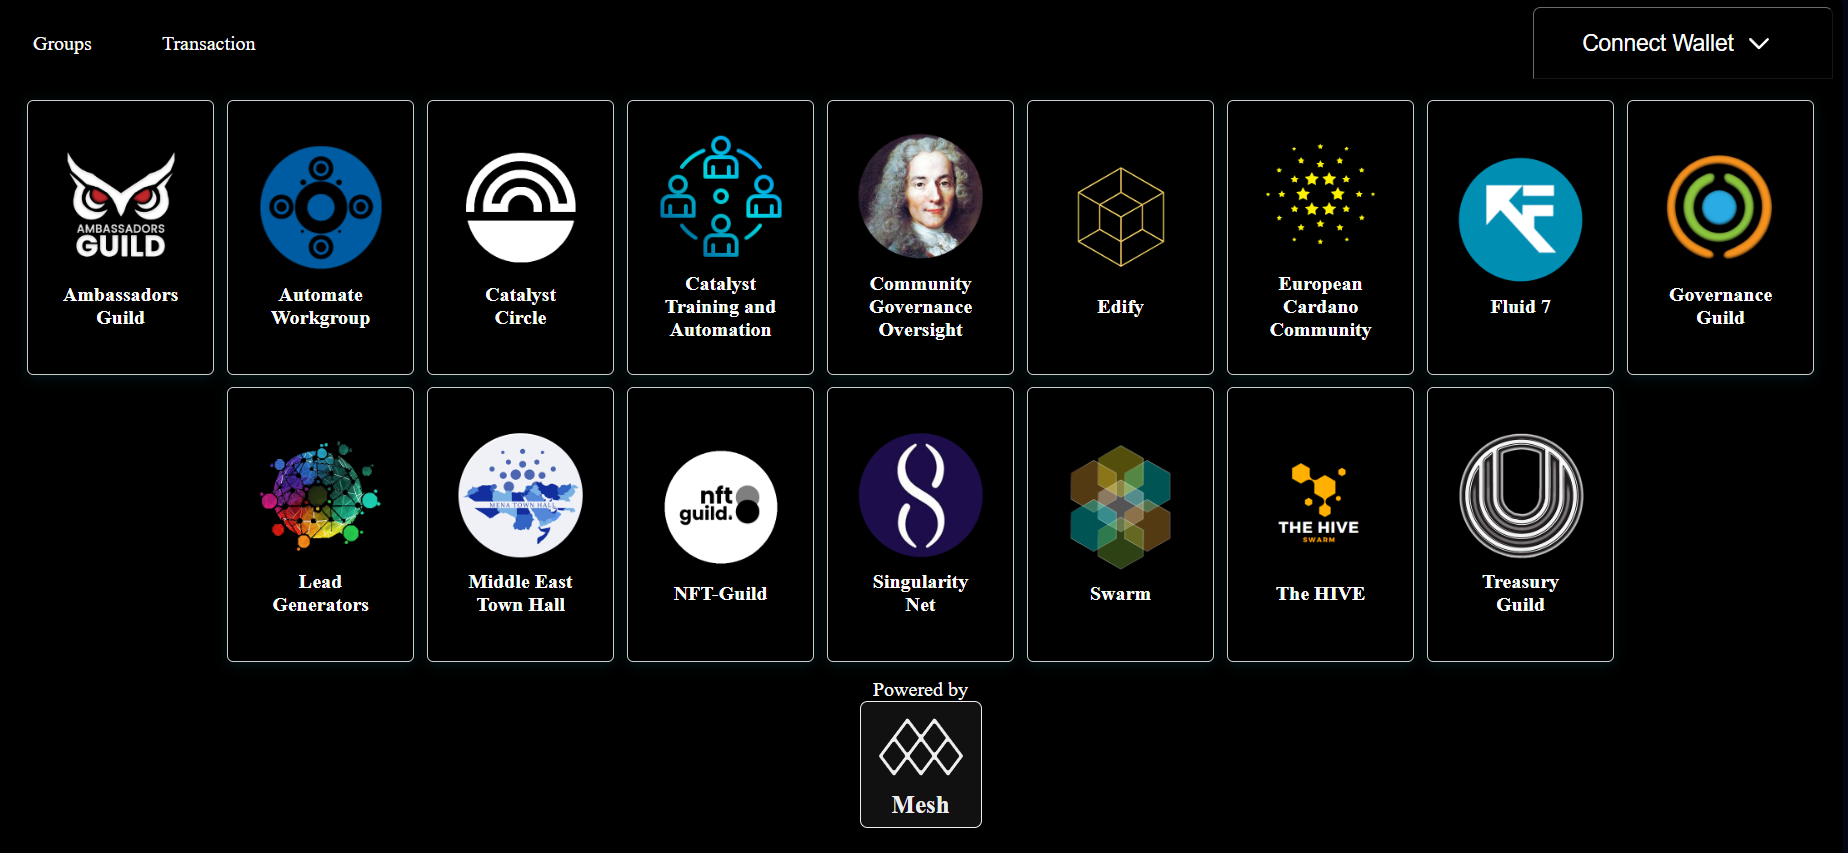 Groups
Transaction
Connect Wallet
AMBASSADORS
GUILD
Ambassadors
Guild
Automate
Workgroup
Catalyst
Circle
Catalyst
Training and
Automation
Community
Governance
Oversight
Edify
European
Cardano
Community
Fluid 7
Governance
Guild
Lead
Generators
MENA TOWN HALL
Middle East
Town Hall
nft
guild.
NFT-Guild
Singularity
Net
Swarm
THE HIVE
SWARM
The HIVE
Treasury
Guild
Powered by
Mesh